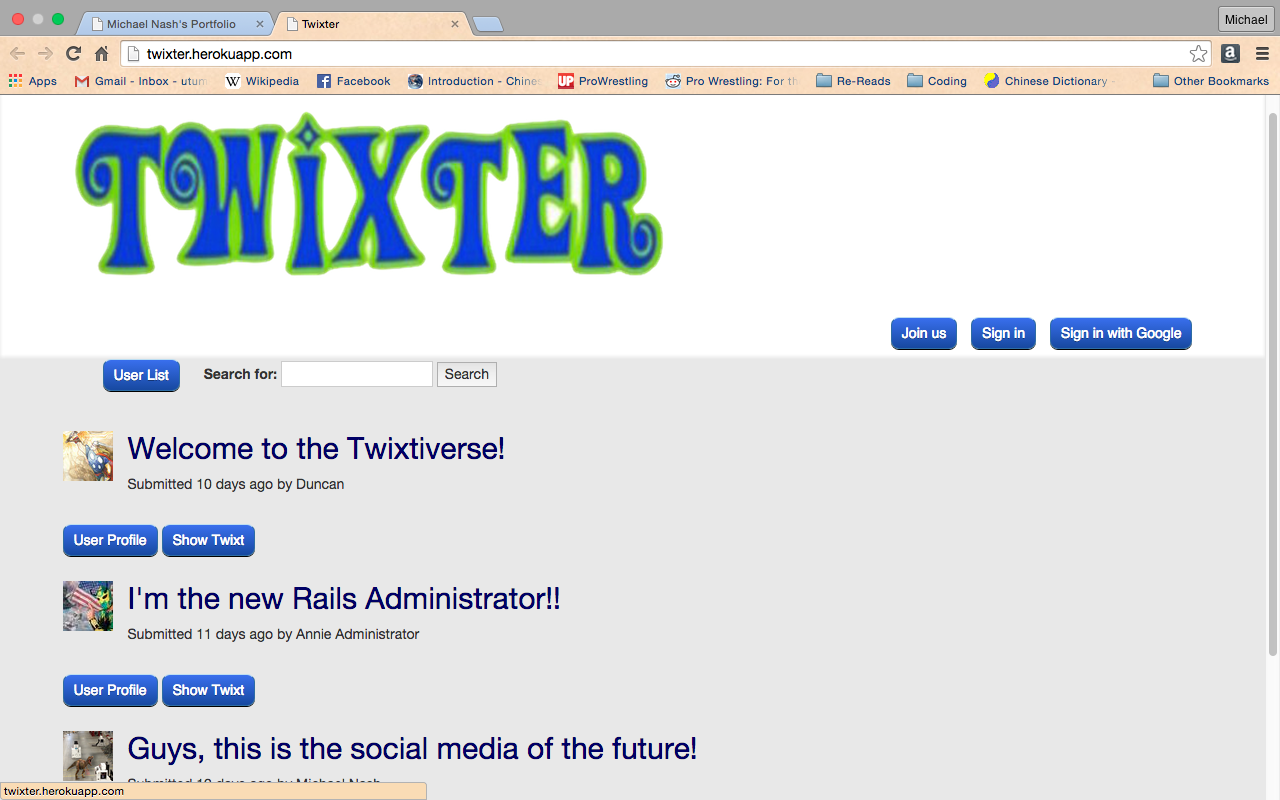 Michael Nash's Portfolio
Twixter
Michael
twixter.herokuapp.com
Apps
Gmail - Inbox - utum
Wikipedia
Facebook
Introduction - Chines
ProWrestling
Pro Wrestling: For th
Re-Reads
Coding
Chinese Dictionary -
Other Bookmarks
TWiXTER
Join us
Sign in
Sign in with Google
User List
Search for:
Search
Welcome to the Twixtiverse!
Submitted 10 days ago by Duncan
User Profile
Show Twixt
I'm the new Rails Administrator!!
Submitted 11 days ago by Annie Administrator
User Profile
Show Twixt
Guys, this is the social media of the future!
twixter.herokuapp.com